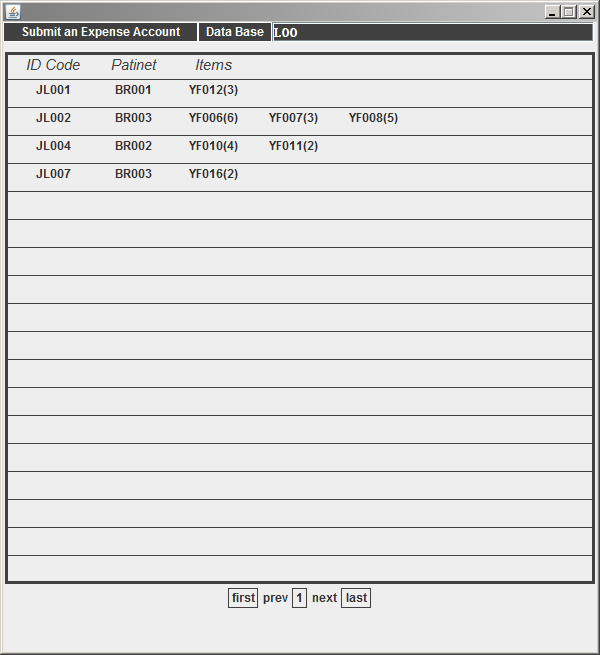 Submit an Expense Account Data Base L00
ID Code Patinet Items
JL001 BR001 YF012(3)
JL002 BR003 YF006(6) YF007(3) YF008(5)
JL004 BR002 YF010(4) YF011(2)
JL007 BR003 YF016(2)
first prev 1 next last